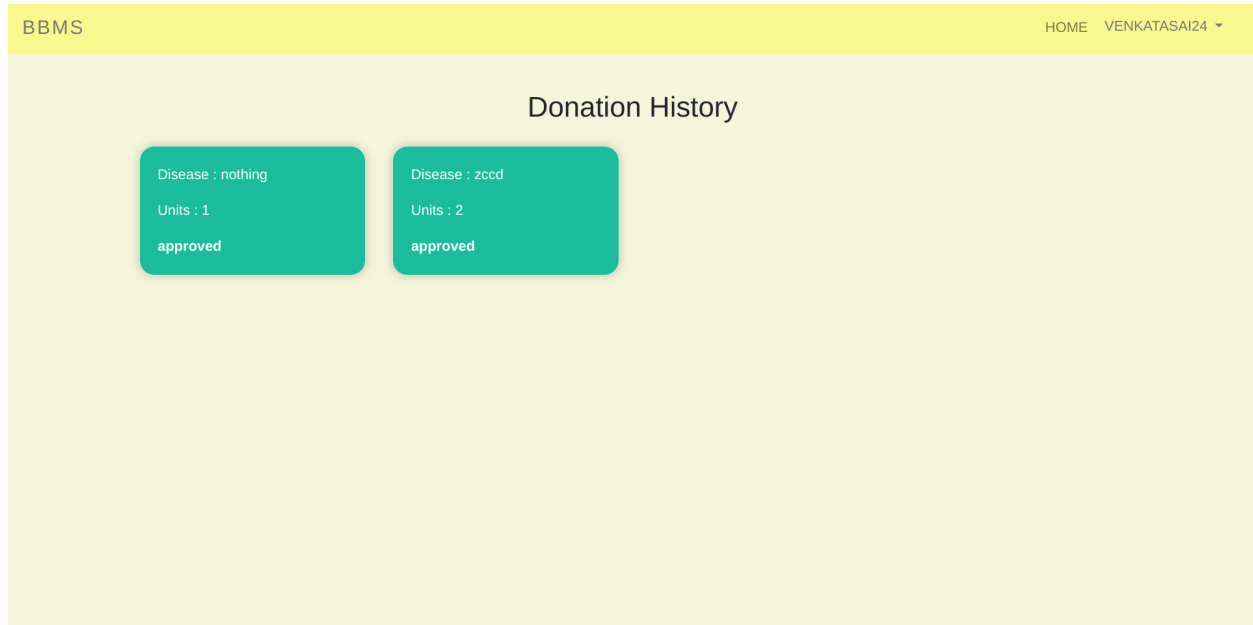 BBMS
HOME VENKATASAI24
Donation History
Disease : nothing
Units : 1
approved
Disease : zccd
Units : 2
approved